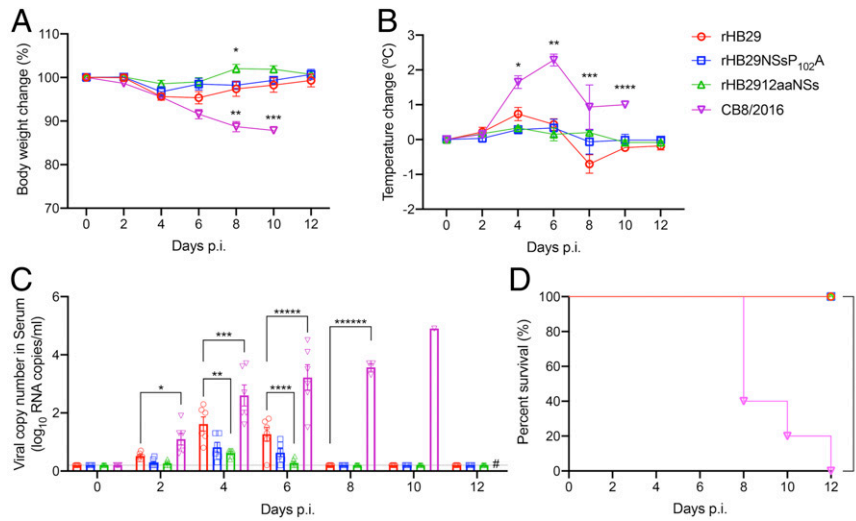 A
Body weight change (%)
110
100
90
80
70
*
**
***
0 2 4 6 8 10 12
Days p.i.
B
Temperature change (ºC)
3
2
1
0
-1
-2
*
**
***
****
0 2 4 6 8 10 12
Days p.i.
rHB29
rHB29NSsP102A
rHB2912aaNSs
CB8/2016
C
Viral copy number in Serum
(log10 RNA copies/ml)
6
4
2
0
*
***
**
*****
****
******
#
0 2 4 6 8 10 12
Days p.i.
D
Percent survival (%)
100
80
60
40
20
0
0 2 4 6 8 10 12
Days p.i.